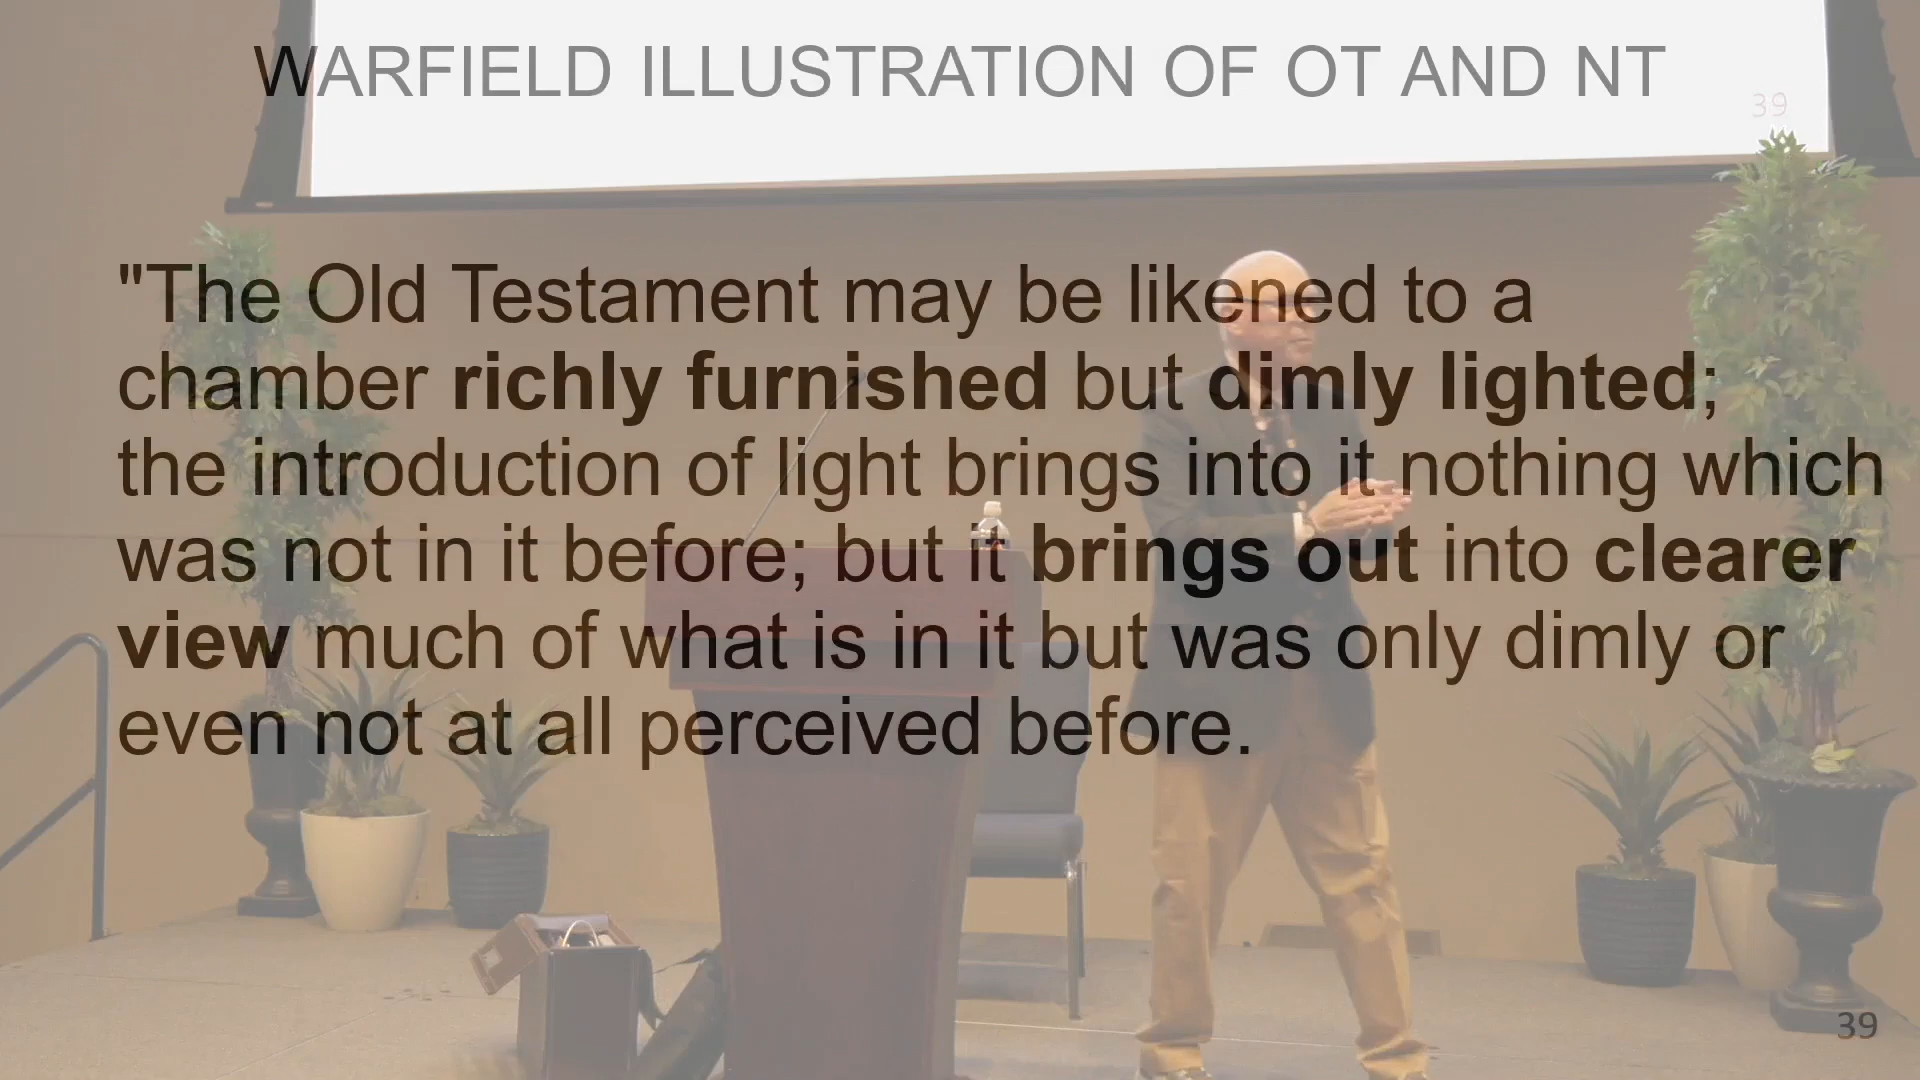 WARFIELD ILLUSTRATION OF OT AND NT
39
"The Old Testament may be likened to a
chamber richly furnished but dimly lighted;
the introduction of light brings into it nothing which
was not in it before; but it brings out into clearer
view much of what is in it but was only dimly or
even not at all perceived before.
39